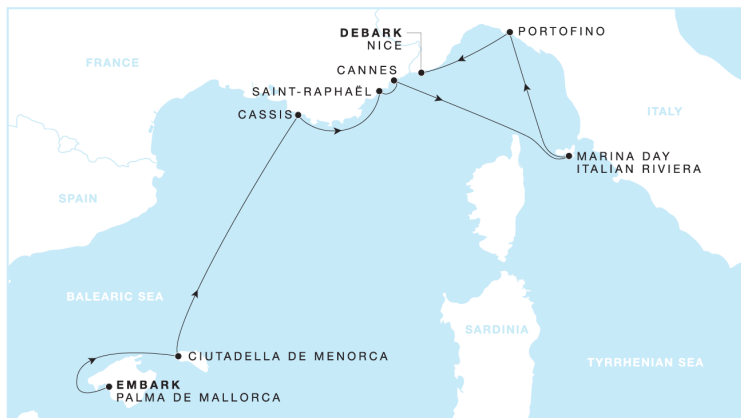 DEBARK
NICE
PORTOFINO
FRANCE
CANNES
SAINT-RAPHAËL
CASSIS
ITALY
MARINA DAY
ITALIAN RIVIERA
SPAIN
BALEARIC SEA
SARDINIA
CIUTADELLA DE MENORCA
TYRRHENIAN SEA
EMBARK
PALMA DE MALLORCA